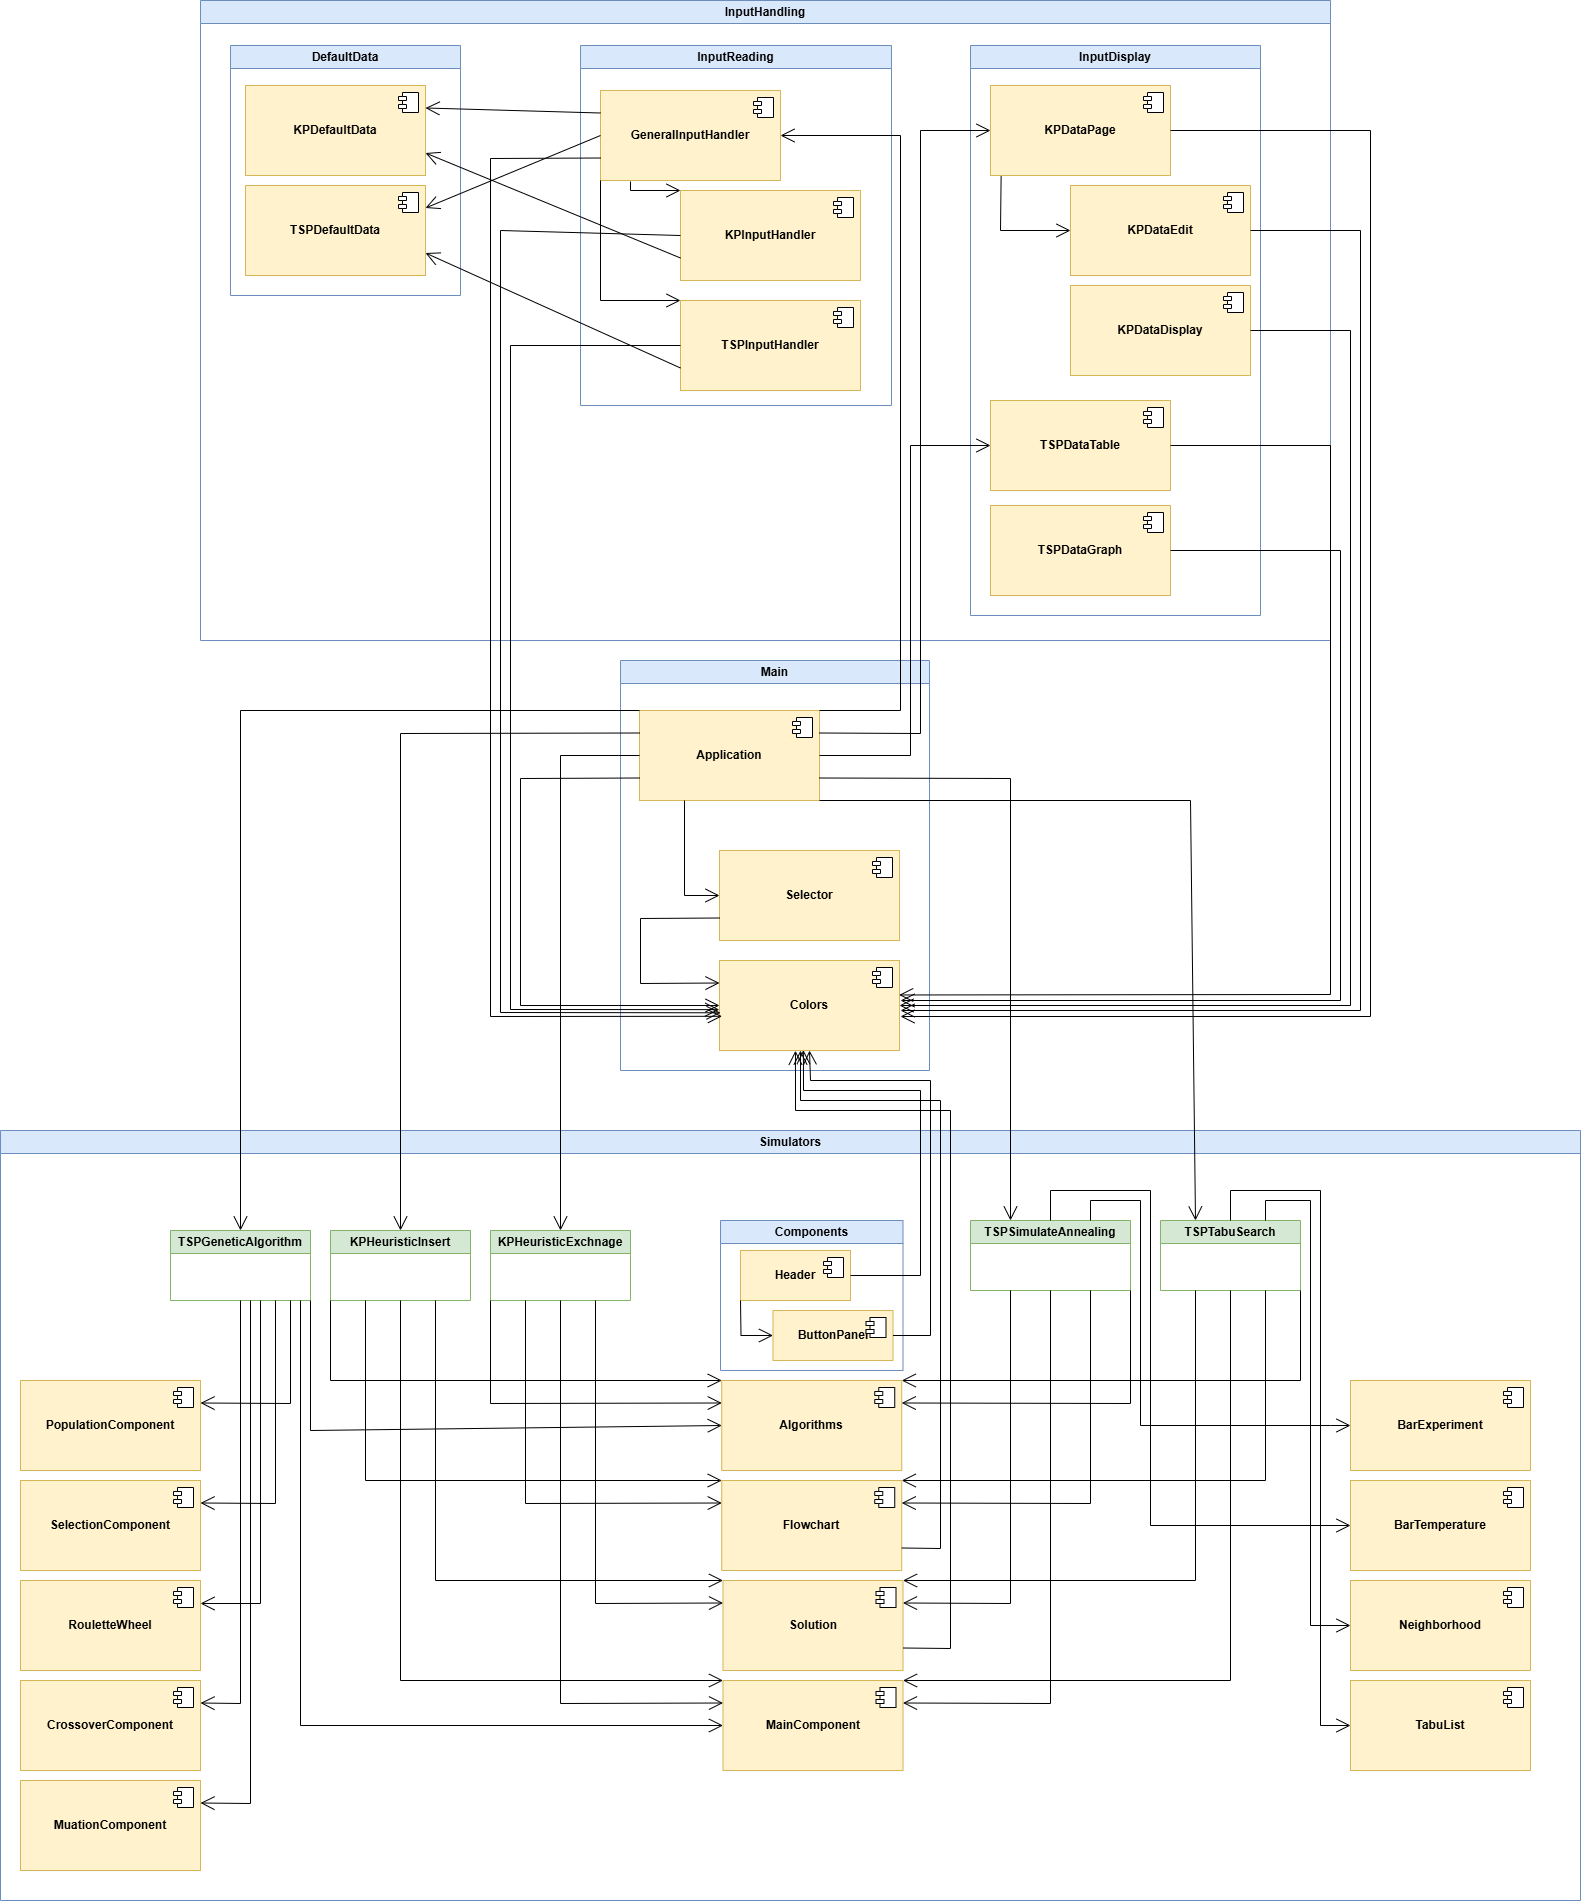 InputHandling
DefaultData
InputReading
InputDisplay
KPDefaultData
GeneralInputHandler
KPDataPage
TSPDefaultData
KPInputHandler
KPDataEdit
TSPInputHandler
KPDataDisplay
TSPDataTable
TSPDataGraph
Main
Application
Selector
Colors
Simulators
TSPGeneticAlgorithm
KPHeuristicInsert
KPHeuristicExchnage
Components
TSPSimulateAnnealing
TSPTabuSearch
Header
ButtonPanel
PopulationComponent
Algorithms
BarExperiment
SelectionComponent
Flowchart
BarTemperature
RouletteWheel
Solution
Neighborhood
CrossoverComponent
MainComponent
TabuList
MuationComponent